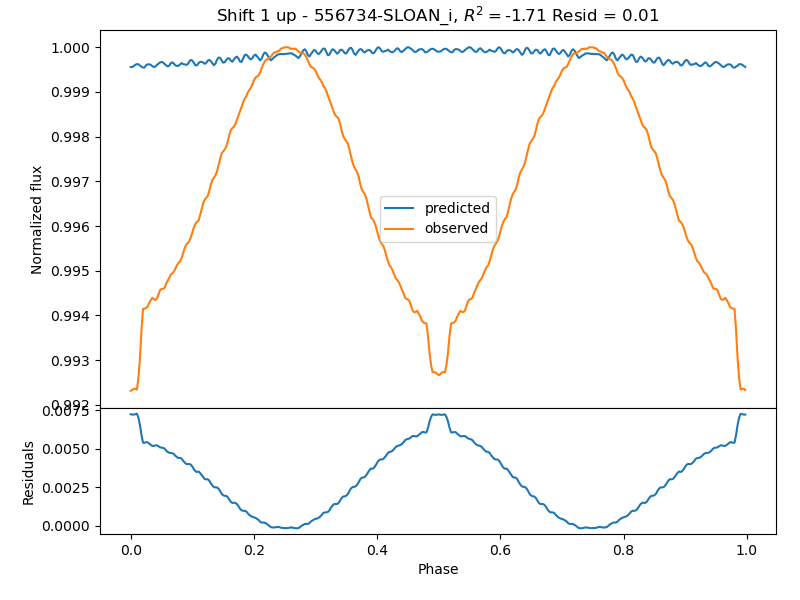 Shift 1 up - 556734-SLOAN_i, R² = -1.71 Resid = 0.01
1.000
0.999
0.998
0.997
0.996
0.995
0.994
0.993
0.992
Normalized flux
predicted
observed
0.0075
0.0050
0.0025
0.0000
Residuals
0.0 0.2 0.4 0.6 0.8 1.0
Phase